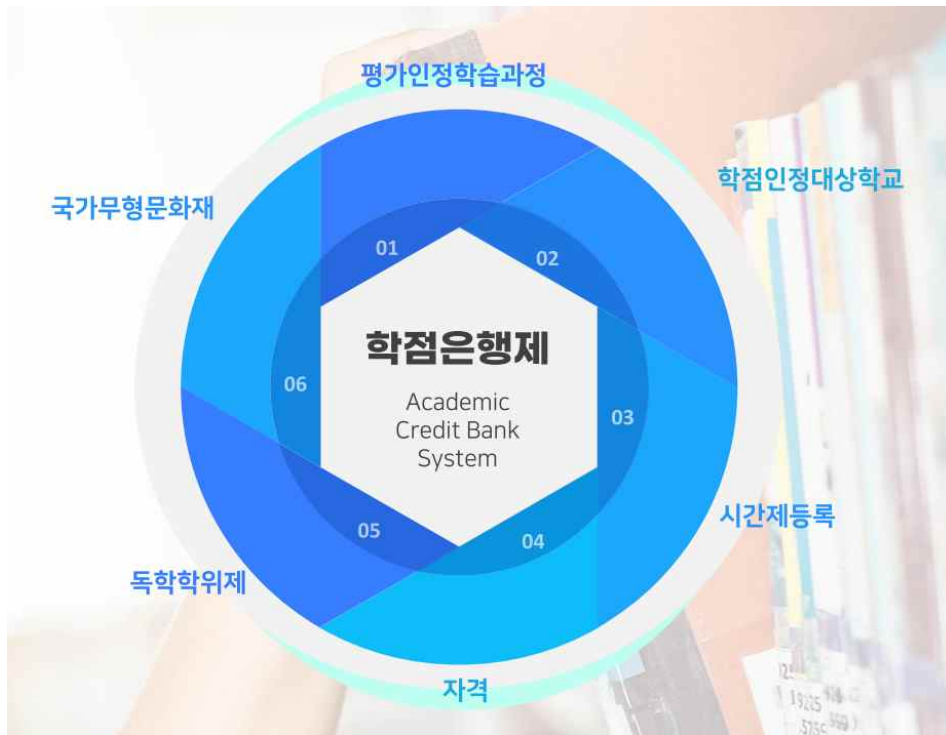 평가인정학습과정
학점인정대상학교
국가무형문화재
01
02
학점은행제
Academic
Credit Bank
System
06
03
시간제등록
05
04
독학학위제
자격